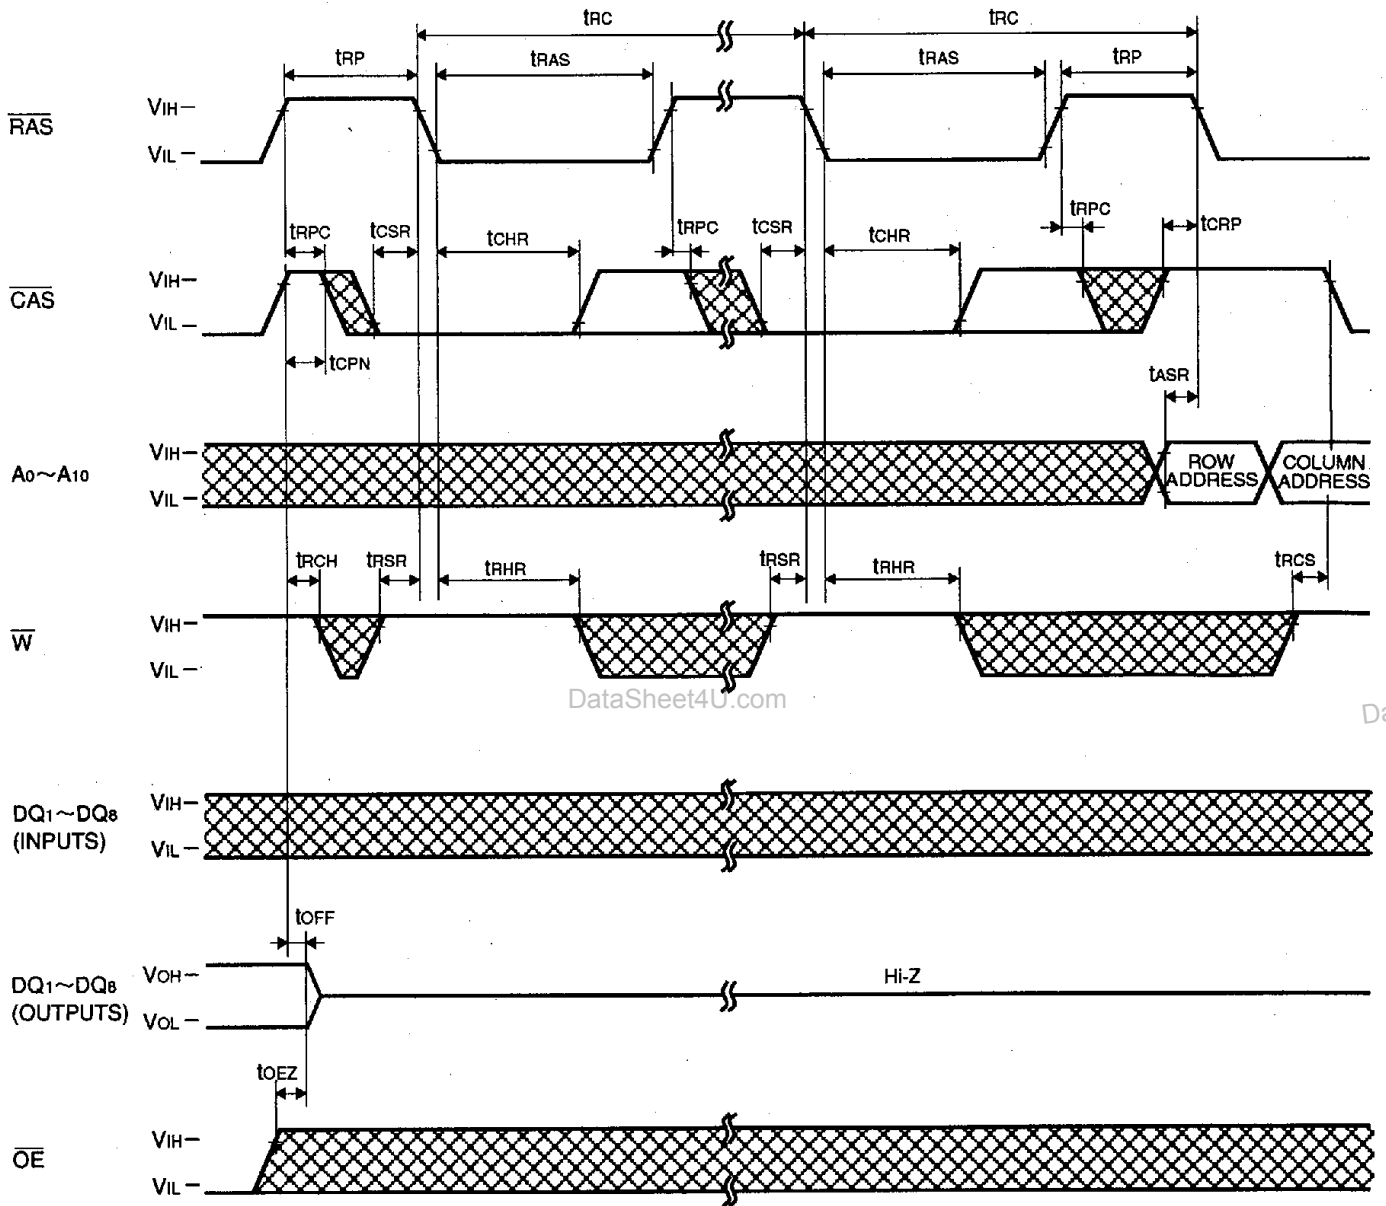 tRC tRC
tRP tRAS tRAS tRP
RAS
VIH
VIL
tRPC tCSR tCHR tRPC tCSR tCHR tRPC tCRP
CAS
VIH
VIL
tCPN
tASR
A0~A10
VIH
VIL
ROW ADDRESS
COLUMN ADDRESS
tRCH tRSR tRHR tRSR tRHR tRCS
W
VIH
VIL
DataSheet4U.com
Da
DQ1~DQ8
(INPUTS)
VIH
VIL
tOFF
DQ1~DQ8
(OUTPUTS)
VOH
VOL
Hi-Z
tOEZ
OE
VIH
VIL